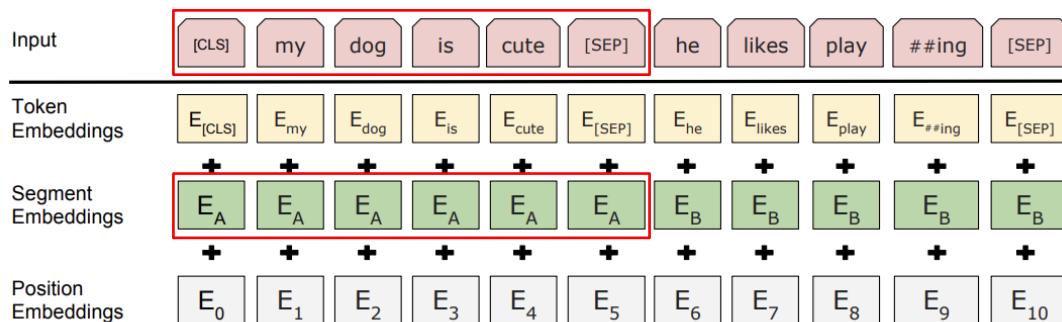 Input [CLS] my dog is cute [SEP] he likes play ##ing [SEP]
Token
Embeddings
E[CLS] Emy Edog Eis Ecute E[SEP] Ehe Elikes Eplay E##ing E[SEP]
+ + + + + + + + + + +
Segment
Embeddings
EA EA EA EA EA EA EB EB EB EB EB
+ + + + + + + + + + +
Position
Embeddings
E0 E1 E2 E3 E4 E5 E6 E7 E8 E9 E10